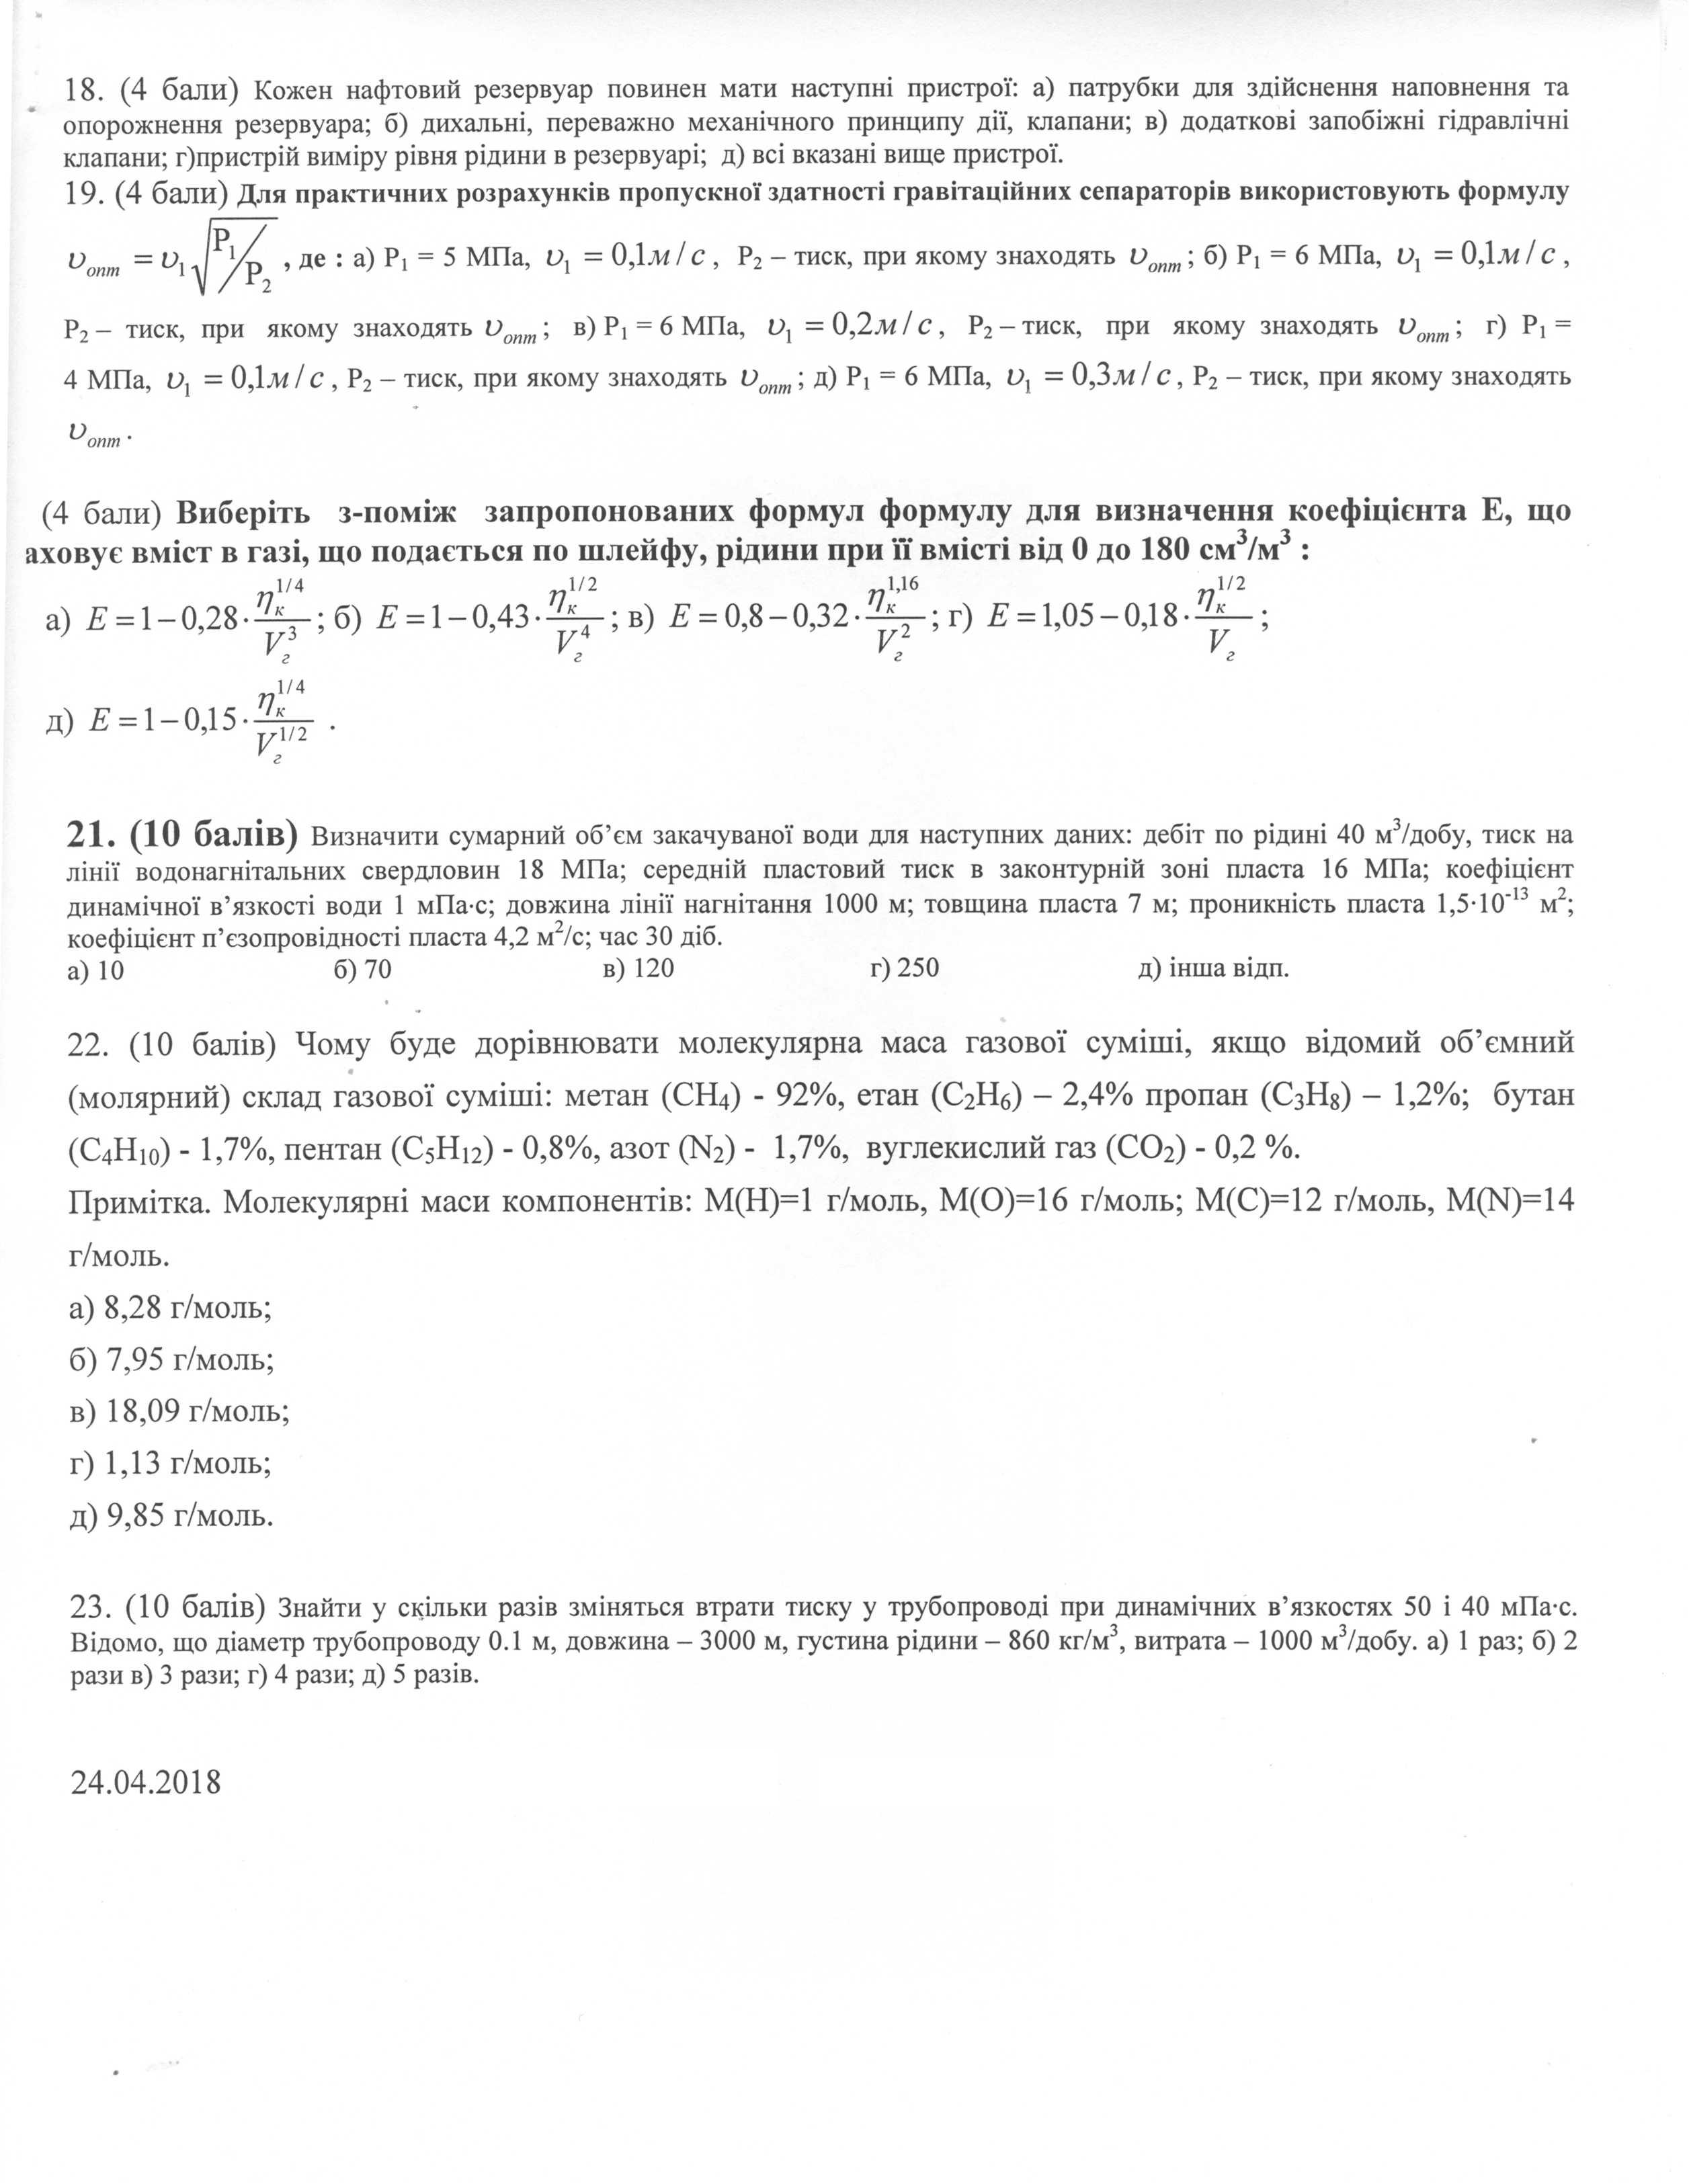 18. (4 бали) Кожен нафтовий резервуар повинен мати наступні пристрої: а) патрубки для здійснення наповнення та
опорожнення резервуара; б) дихальні, переважно механічного принципу дії, клапани; в) додаткові запобіжні гідравлічні
клапани; г)пристрій виміру рівня рідини в резервуарі; д) всі вказані вище пристрої.
19. (4 бали) Для практичних розрахунків пропускної здатності гравітаційних сепараторів використовують формулу
υ_опт = υ₁√(P₁/P₂) , де : а) P₁ = 5 МПа, υ₁ = 0,1м / с , P₂ – тиск, при якому знаходять υ_опт ; б) P₁ = 6 МПа, υ₁ = 0,1м / с ,
P₂ – тиск, при якому знаходять υ_опт ; в) P₁ = 6 МПа, υ₁ = 0,2м / с , P₂ – тиск, при якому знаходять υ_опт ; г) P₁ =
4 МПа, υ₁ = 0,1м / с , P₂ – тиск, при якому знаходять υ_опт ; д) P₁ = 6 МПа, υ₁ = 0,3м / с , P₂ – тиск, при якому знаходять
υ_опт .
(4 бали) Виберіть з-поміж запропонованих формул формулу для визначення коефіцієнта Е, що
аховує вміст в газі, що подається по шлейфу, рідини при її вмісті від 0 до 180 см³/м³ :
а) E = 1 – 0,28 · η_к^1/4 / V_г^3 ; б) E = 1 – 0,43 · η_к^1/2 / V_г^4 ; в) E = 0,8 – 0,32 · η_к^1,16 / V_г^2 ; г) E = 1,05 – 0,18 · η_к^1/2 / V_г ;
д) E = 1 – 0,15 · η_к^1/4 / V_г^1/2 .
21. (10 балів) Визначити сумарний об’єм закачуваної води для наступних даних: дебіт по рідині 40 м³/добу, тиск на
лінії водонагнітальних свердловин 18 МПа; середній пластовий тиск в законтурній зоні пласта 16 МПа; коефіцієнт
динамічної в’язкості води 1 мПа·с; довжина лінії нагнітання 1000 м; товщина пласта 7 м; проникність пласта 1,5·10⁻¹³ м²;
коефіцієнт п’єзопровідності пласта 4,2 м²/с; час 30 діб.
а) 10 б) 70 в) 120 г) 250 д) інша відп.
22. (10 балів) Чому буде дорівнювати молекулярна маса газової суміші, якщо відомий об’ємний
(молярний) склад газової суміші: метан (CH₄) - 92%, етан (C₂H₆) – 2,4% пропан (C₃H₈) – 1,2%; бутан
(C₄H₁₀) - 1,7%, пентан (C₅H₁₂) - 0,8%, азот (N₂) - 1,7%, вуглекислий газ (CO₂) - 0,2 %.
Примітка. Молекулярні маси компонентів: М(Н)=1 г/моль, М(О)=16 г/моль; М(С)=12 г/моль, М(N)=14
г/моль.
а) 8,28 г/моль;
б) 7,95 г/моль;
в) 18,09 г/моль;
г) 1,13 г/моль;
д) 9,85 г/моль.
23. (10 балів) Знайти у скільки разів зміняться втрати тиску у трубопроводі при динамічних в’язкостях 50 і 40 мПа·с.
Відомо, що діаметр трубопроводу 0.1 м, довжина – 3000 м, густина рідини – 860 кг/м³, витрата – 1000 м³/добу. а) 1 раз; б) 2
рази в) 3 рази; г) 4 рази; д) 5 разів.
24.04.2018